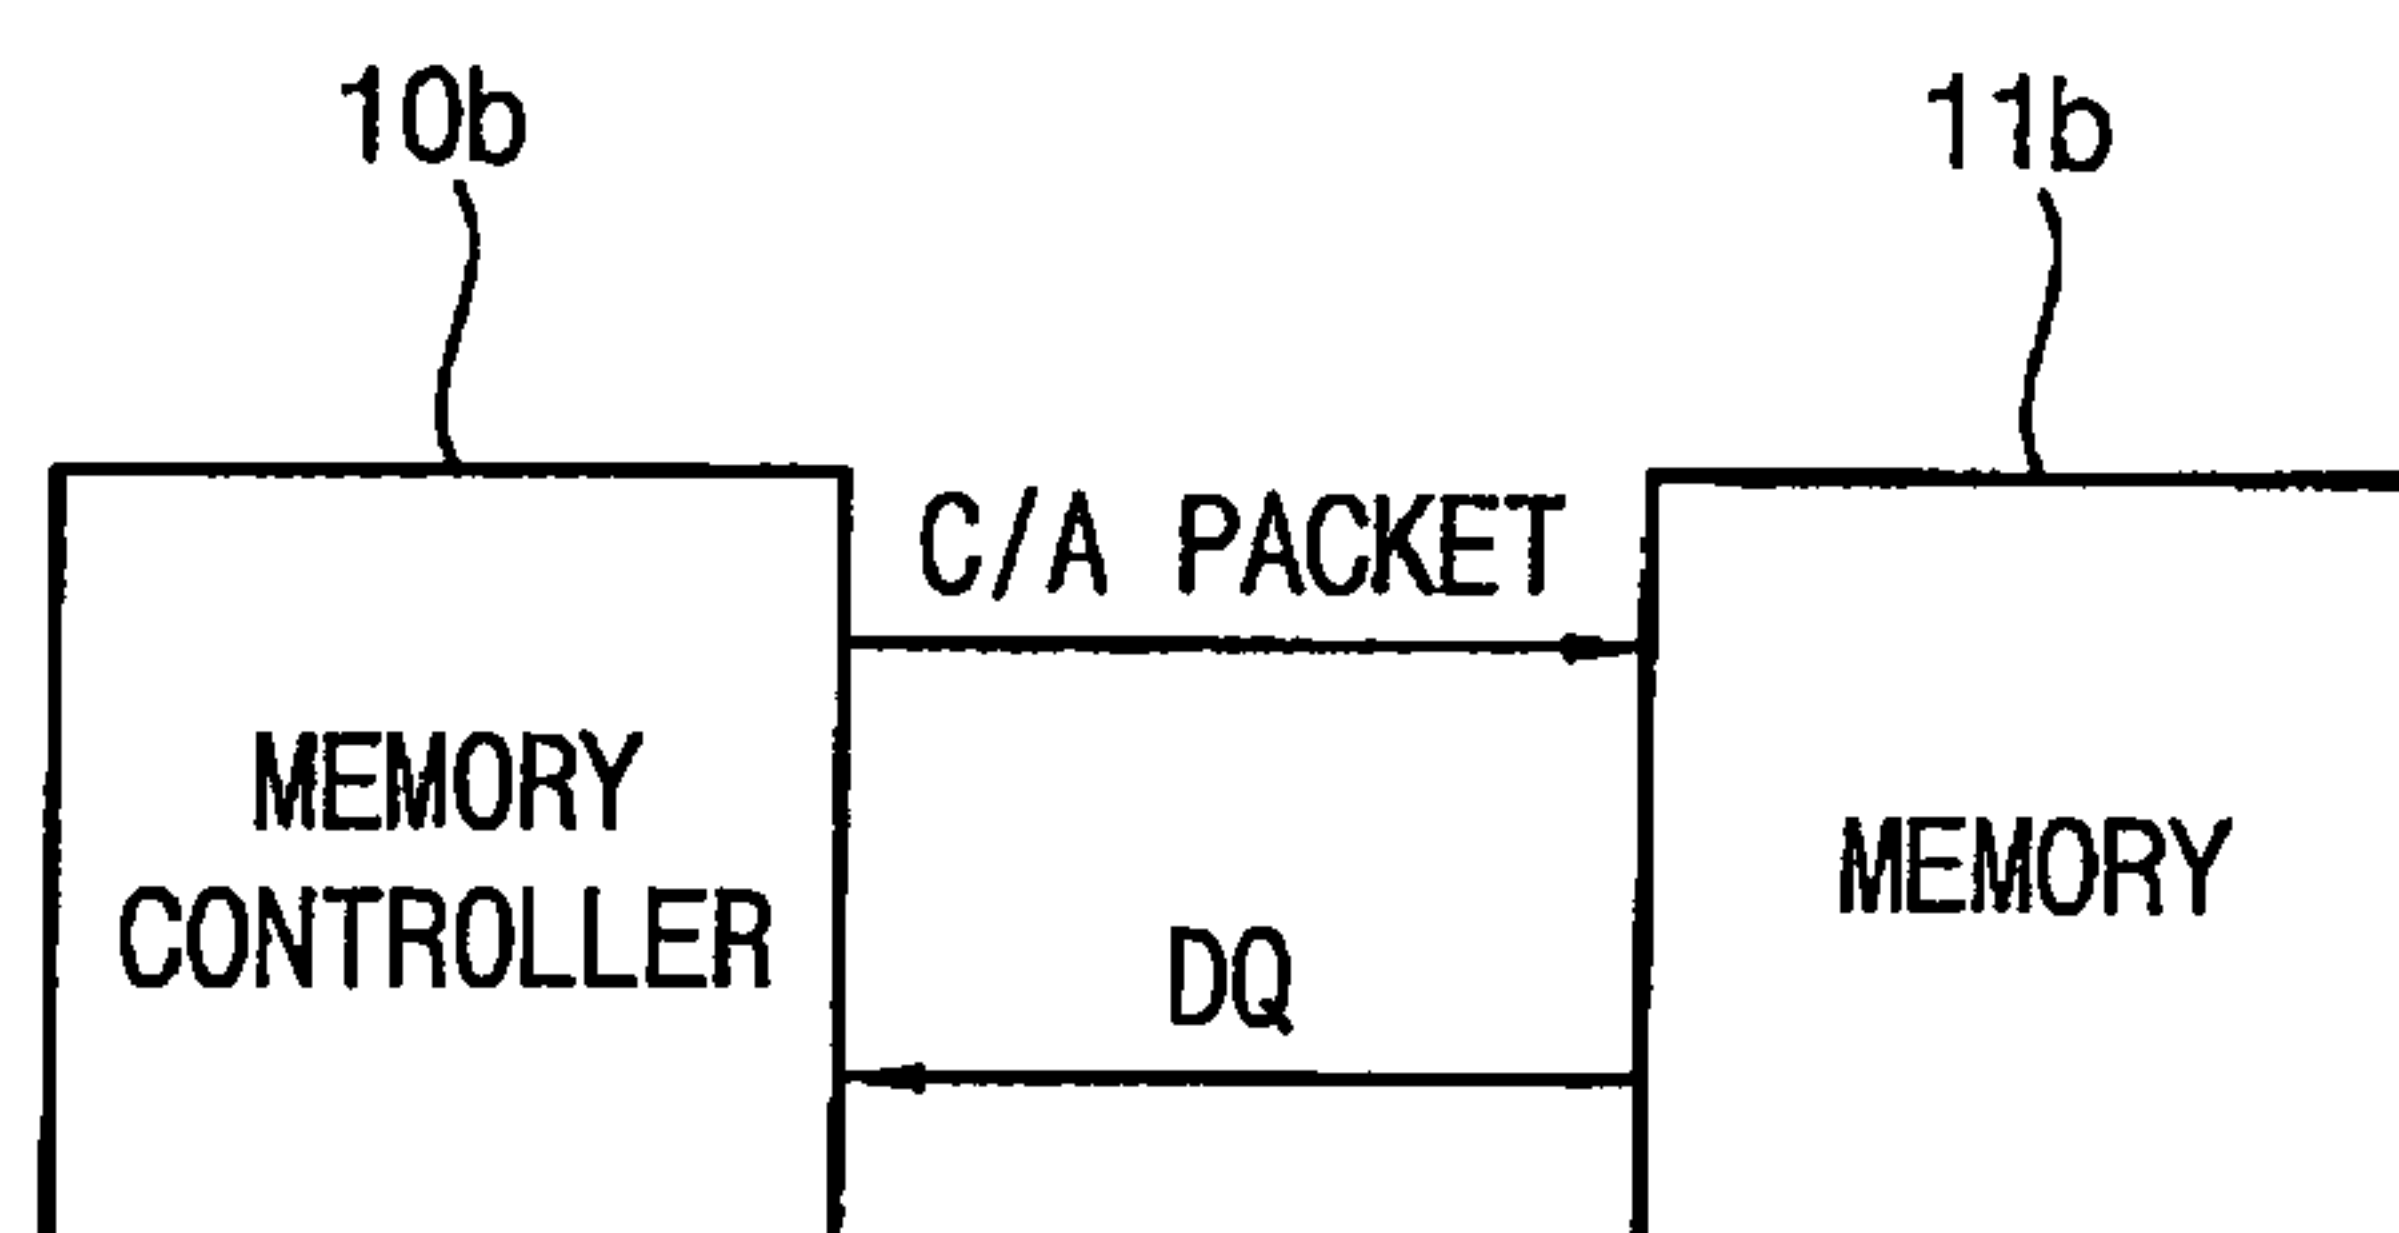 10b
11b
C/A PACKET
MEMORY
CONTROLLER
MEMORY
DQ